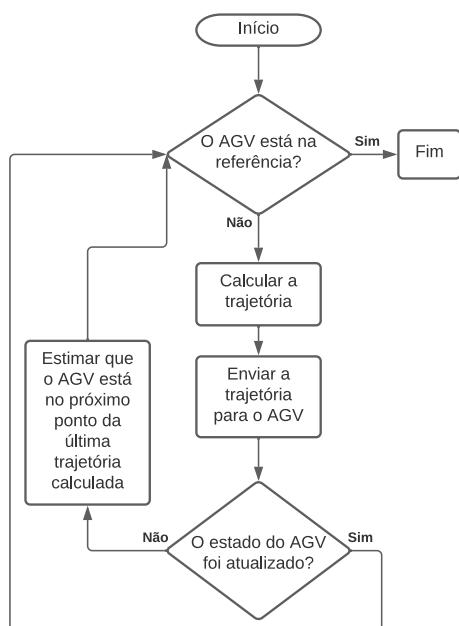 Início
O AGV está na
referência?
Sim
Fim
Não
Calcular a
trajetória
Enviar a
trajetória
para o AGV
Estimar que
o AGV está
no próximo
ponto da
última
trajetória
calculada
Não
O estado do AGV
foi atualizado?
Sim